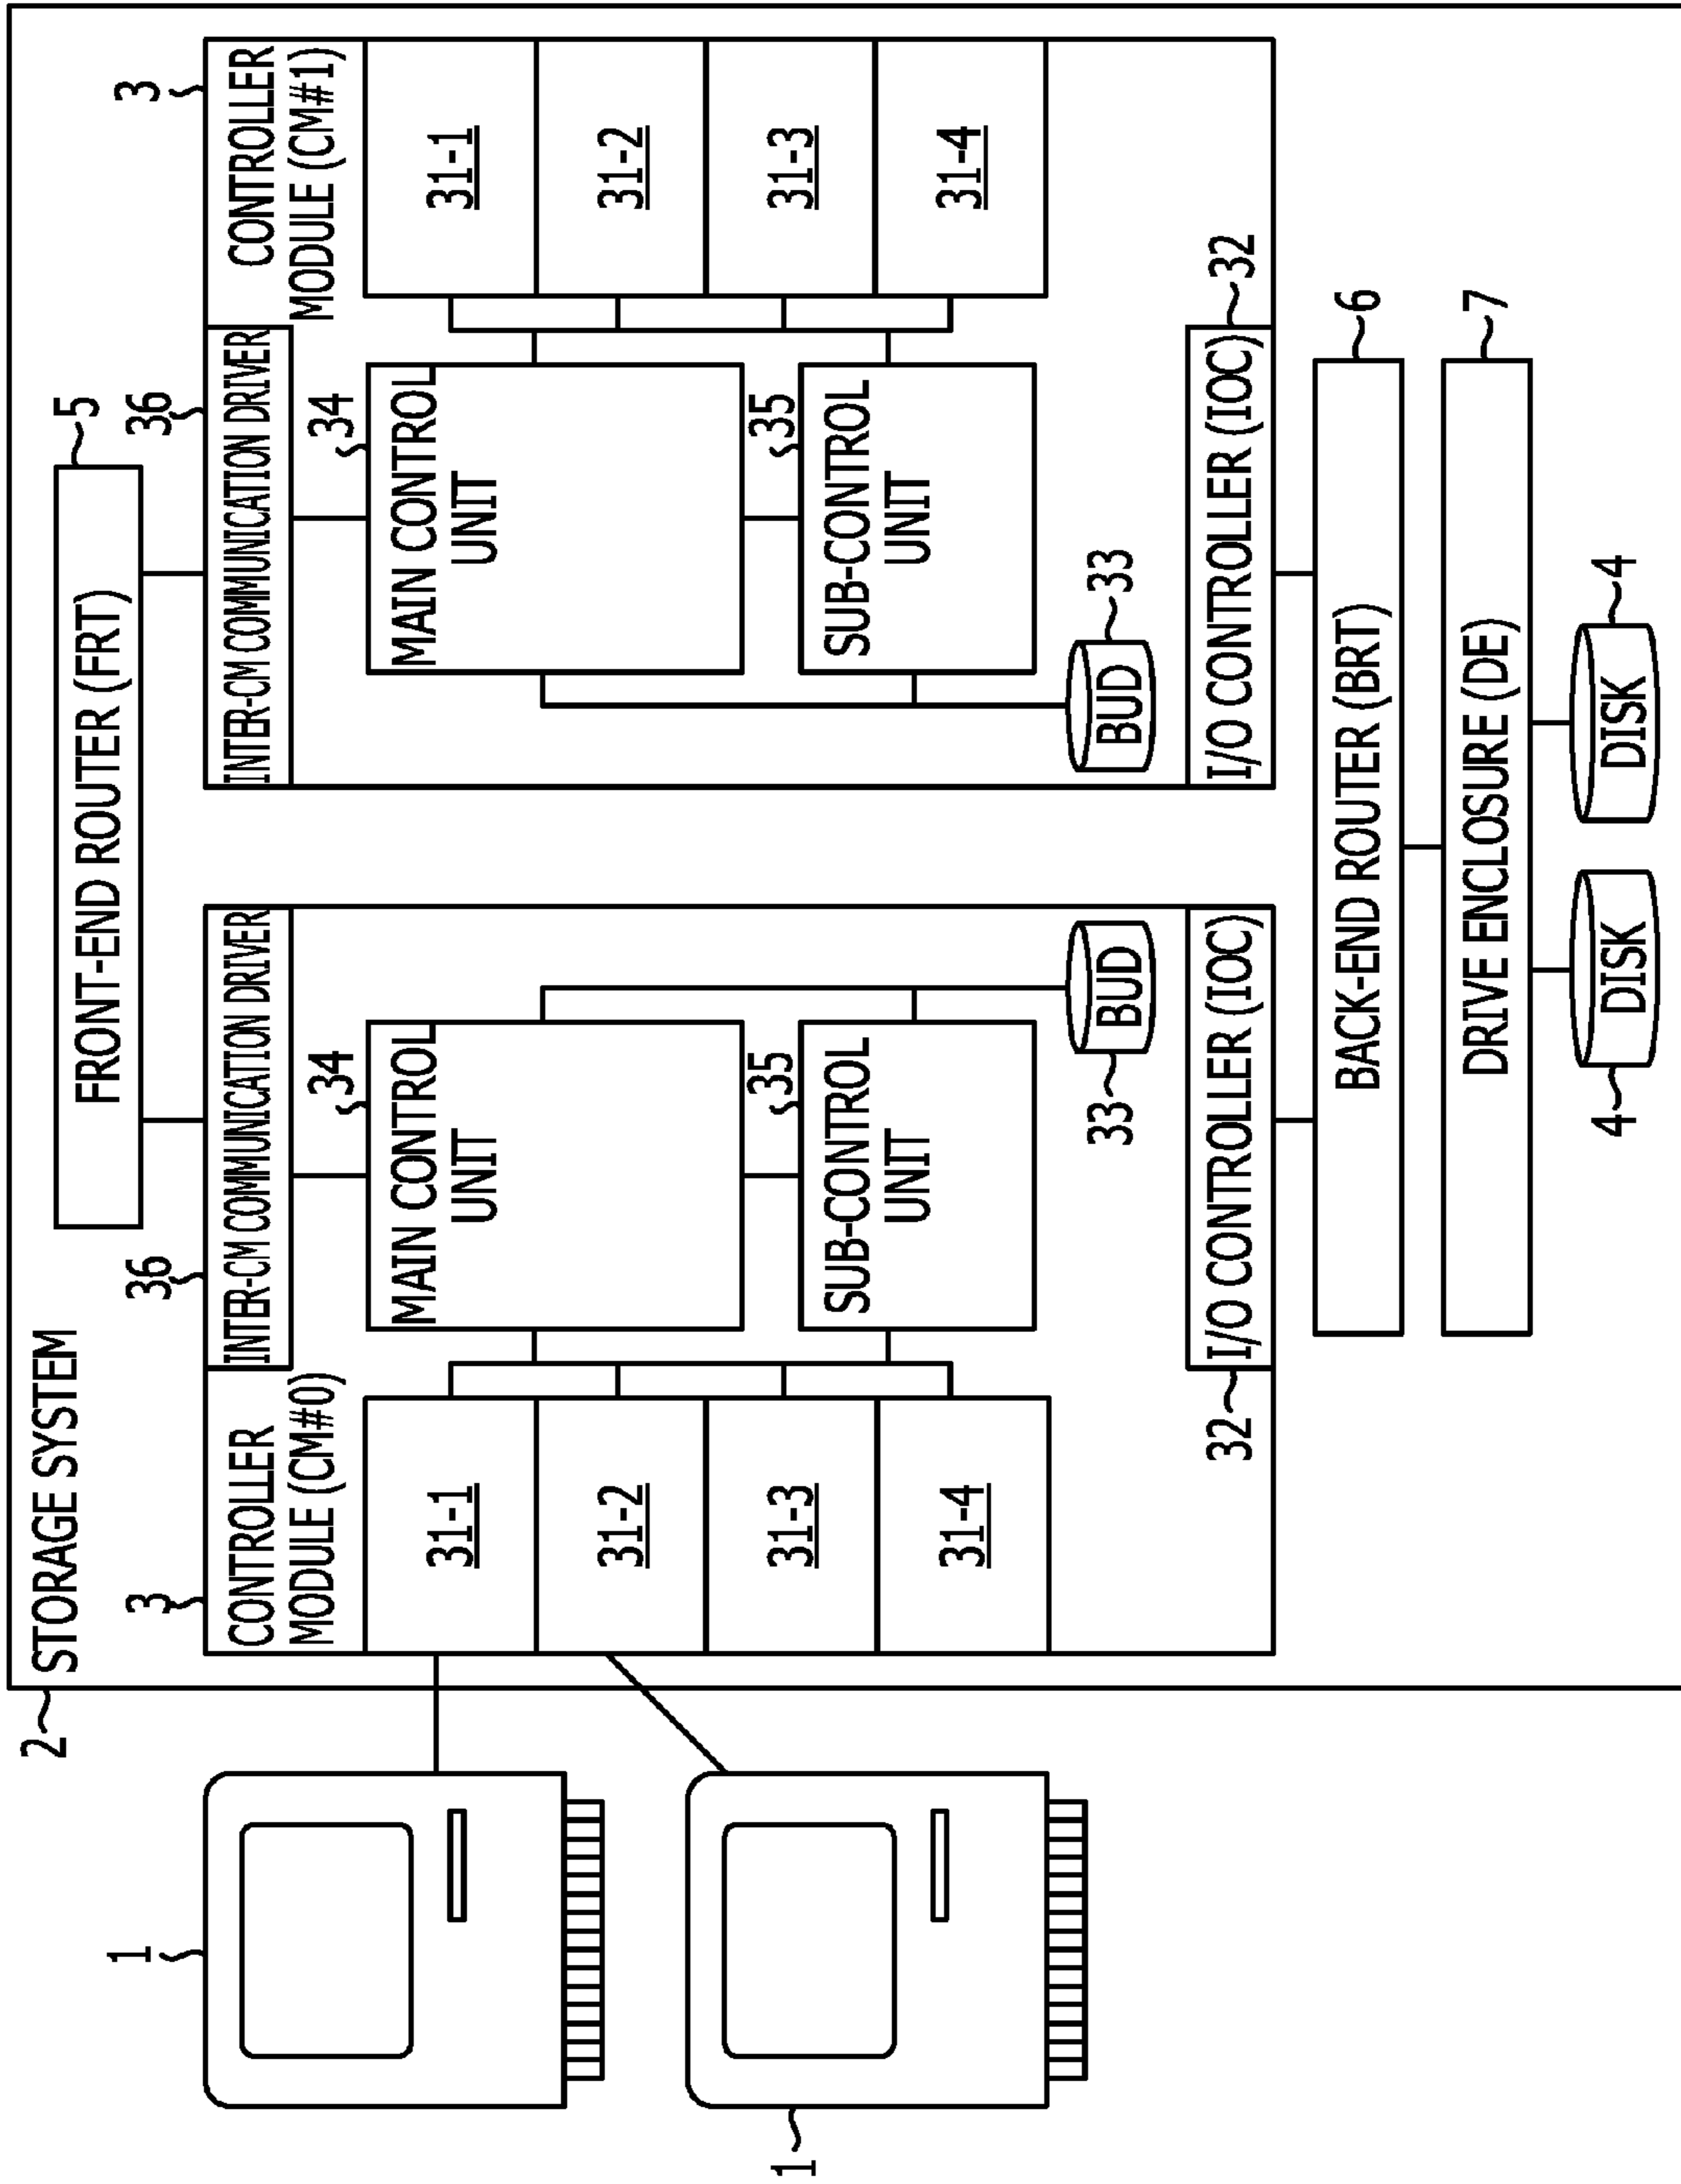 2
STORAGE SYSTEM
5
FRONT-END ROUTER (FRT)
3
CONTROLLER
MODULE (CM#0)
36
INTER-CM COMMUNICATION DRIVER
34
MAIN CONTROL
UNIT
35
SUB-CONTROL
UNIT
31-1
31-2
31-3
31-4
33
BUD
32
I/O CONTROLLER (IOC)
36
INTER-CM COMMUNICATION DRIVER
3
CONTROLLER
MODULE (CM#1)
34
MAIN CONTROL
UNIT
35
SUB-CONTROL
UNIT
31-1
31-2
31-3
31-4
BUD
33
I/O CONTROLLER (IOC)
32
BACK-END ROUTER (BRT)
6
DRIVE ENCLOSURE (DE)
7
4
DISK
DISK
4
1
1